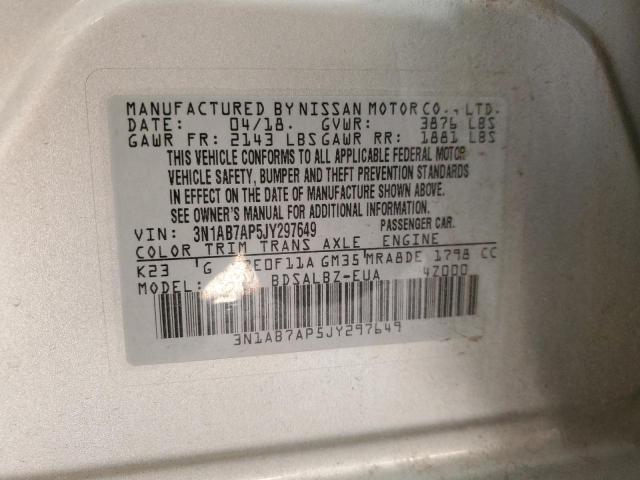 MANUFACTURED BY NISSAN MOTOR CO., LTD.
DATE: 04/18. GVWR: 3876 LBS
GAWR FR: 2143 LBS GAWR RR: 1881 LBS
THIS VEHICLE CONFORMS TO ALL APPLICABLE FEDERAL MOTOR
VEHICLE SAFETY, BUMPER AND THEFT PREVENTION STANDARDS
IN EFFECT ON THE DATE OF MANUFACTURE SHOWN ABOVE.
SEE OWNER'S MANUAL FOR ADDITIONAL INFORMATION.
VIN: 3N1AB7AP5JY297649 PASSENGER CAR.
COLOR TRIM TRANS AXLE ENGINE
K23 G GM35 MRA8DE 1798 CC
MODEL: BDSALBZ-EUA 4Z000
3N1AB7AP5JY297649